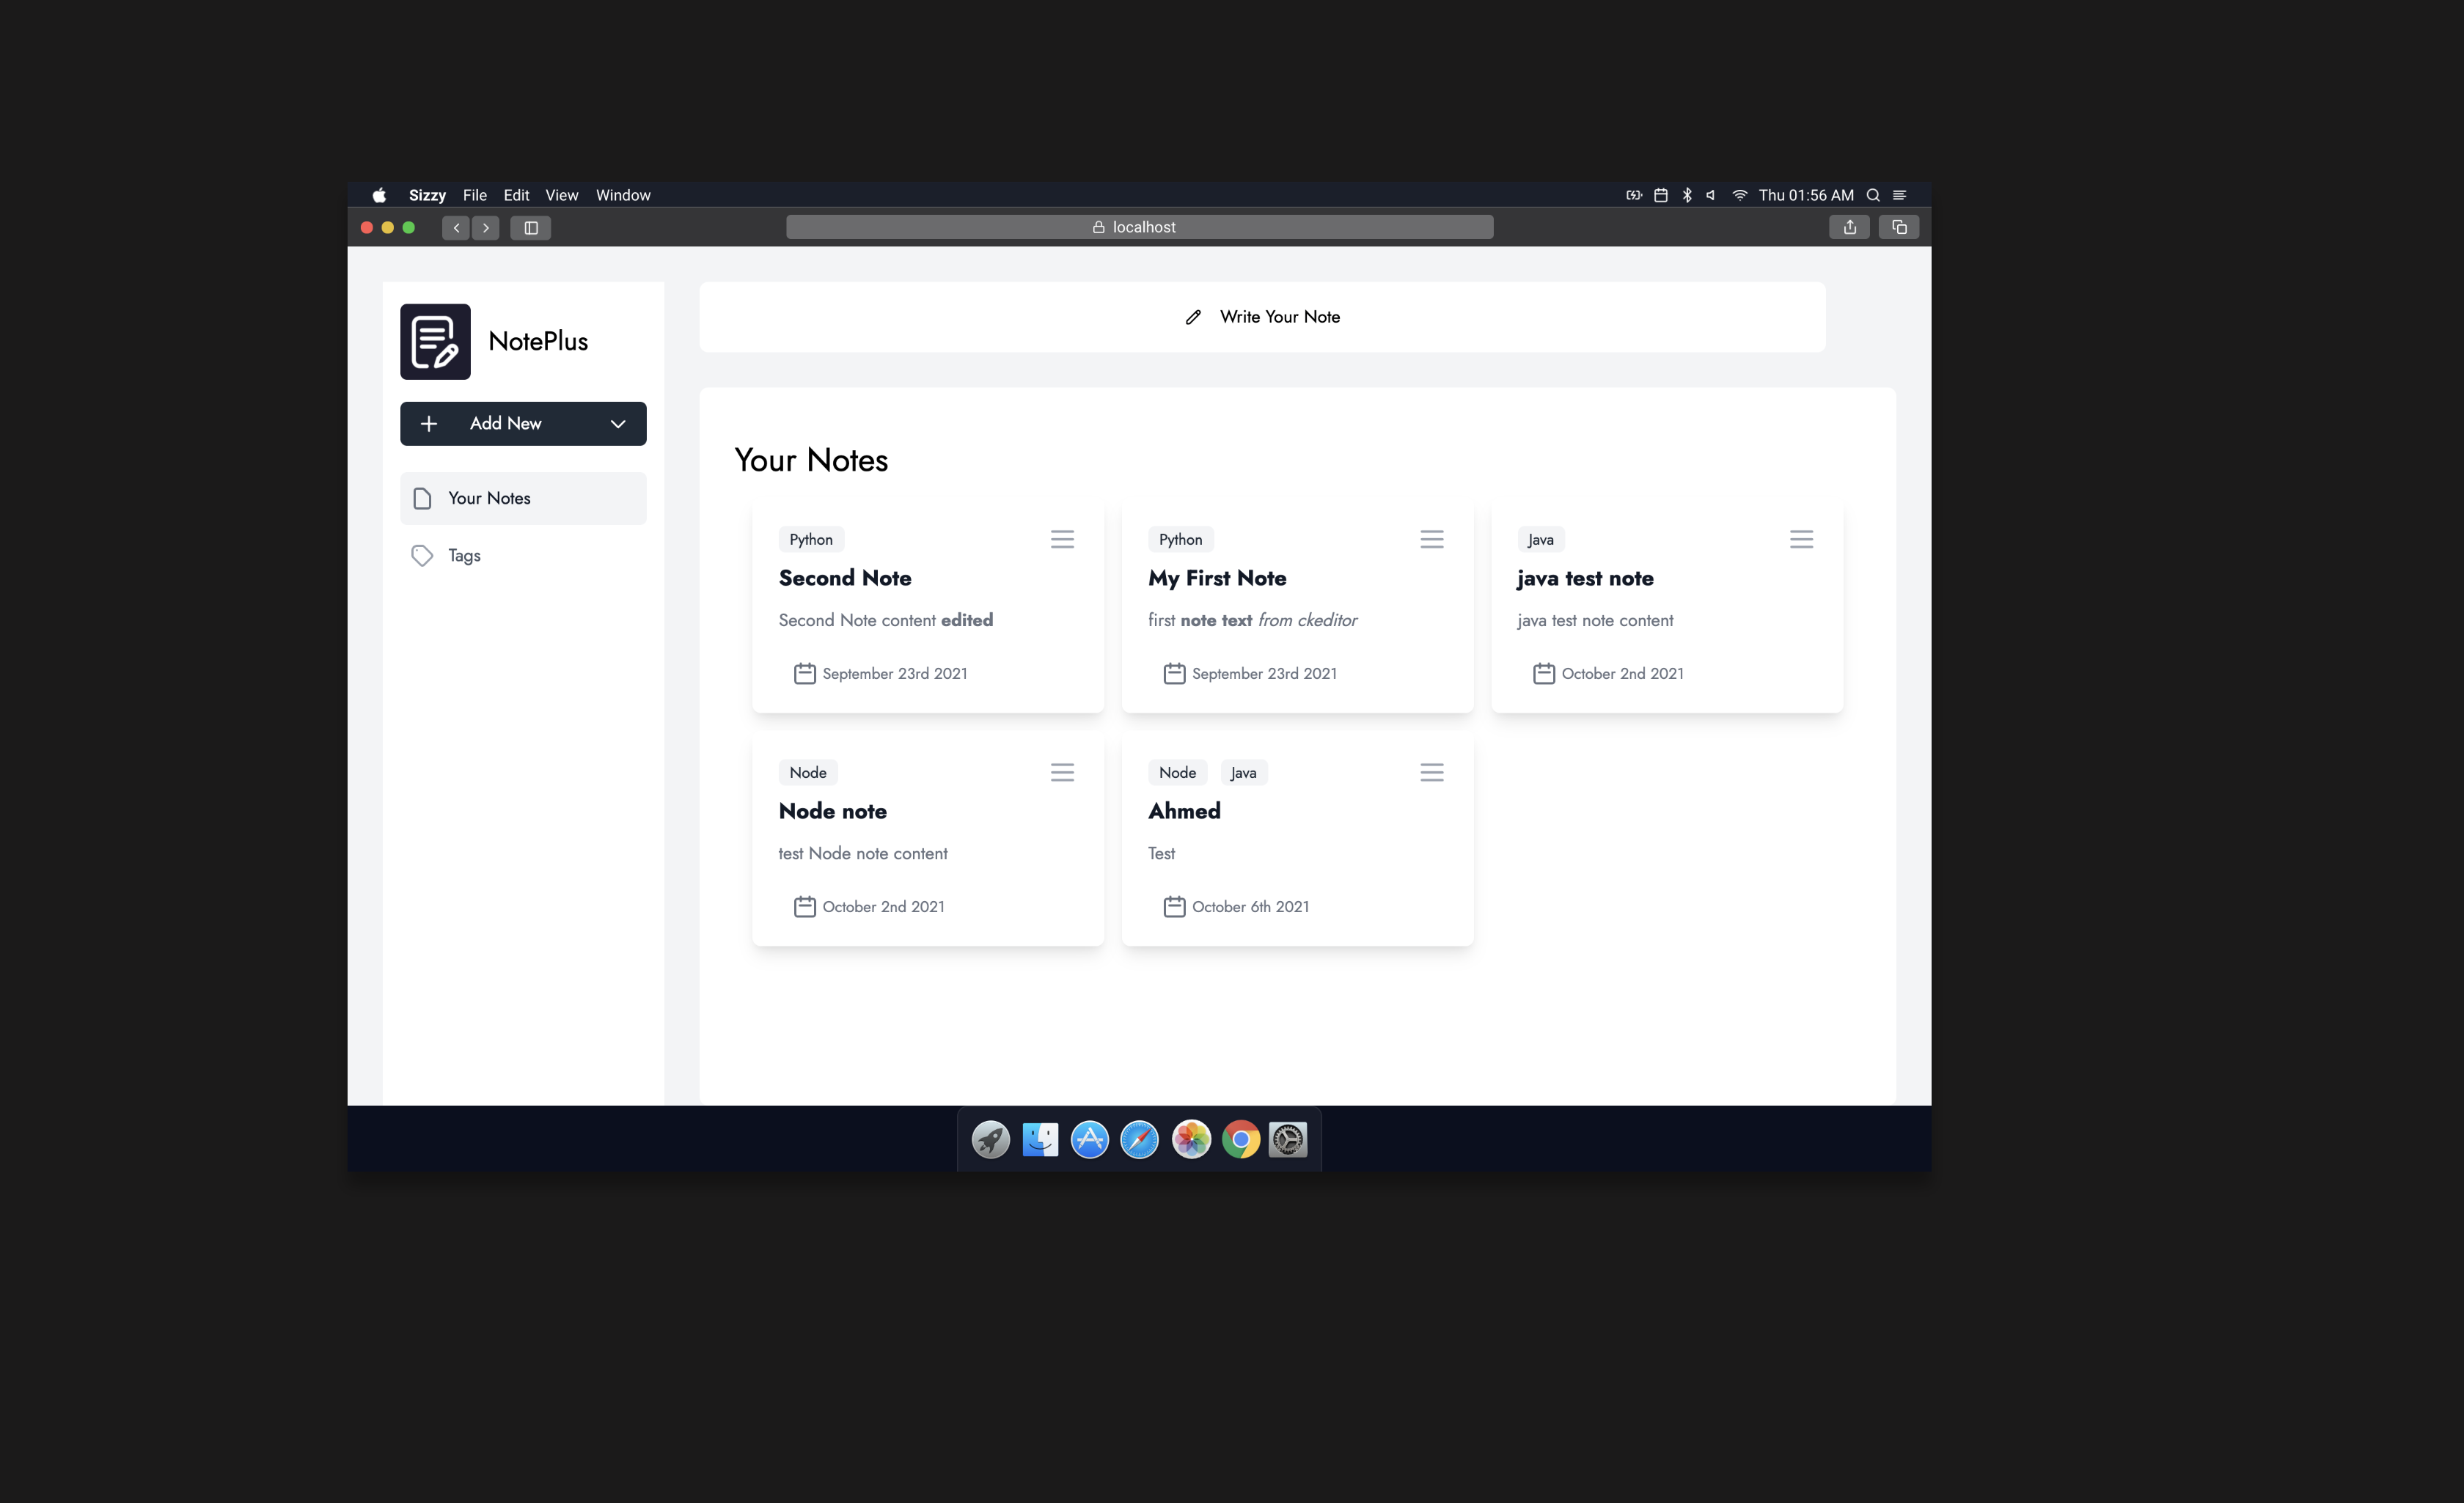 Sizzy File Edit View Window Thu 01:56 AM
localhost
NotePlus
Add New
Your Notes
Tags
Write Your Note
Your Notes
Python
Second Note
Second Note content edited
September 23rd 2021
Python
My First Note
first note text from ckeditor
September 23rd 2021
Java
java test note
java test note content
October 2nd 2021
Node
Node note
test Node note content
October 2nd 2021
Node Java
Ahmed
Test
October 6th 2021